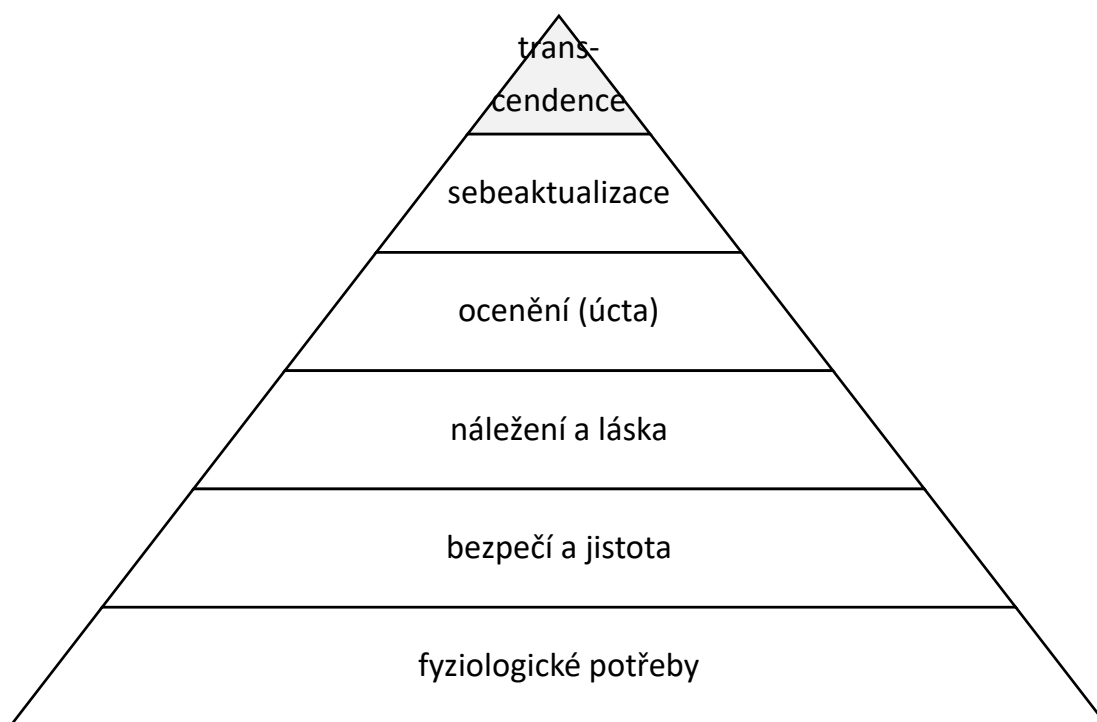 trans-
cendence
sebeaktualizace
ocenění (úcta)
náležení a láska
bezpečí a jistota
fyziologické potřeby